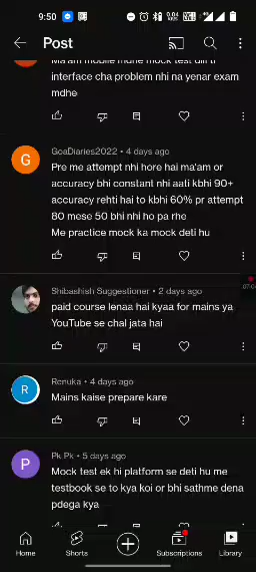 9:50
Post
Ma am mobile mdhe mock test dili ti
interface cha problem nhi na yenar exam
mdhe
GoaDiaries2022 • 4 days ago
Pre me attempt nhi hore hai ma'am or
accuracy bhi constant nhi aati kbhi 90+
accuracy rehti hai to kbhi 60% pr attempt
80 mese 50 bhi nhi ho pa rhe
Me practice mock ka mock deti hu
Shibashish Suggestioner • 2 days ago
paid course lenaa hai kyaa for mains ya
YouTube se chal jata hai
Renuka • 4 days ago
Mains kaise prepare kare
Pk.Pk • 5 days ago
Mock test ek hi platform se deti hu me
testbook se to kya koi or bhi sathme dena
pdega kya
Home
Shorts
Subscriptions
Library